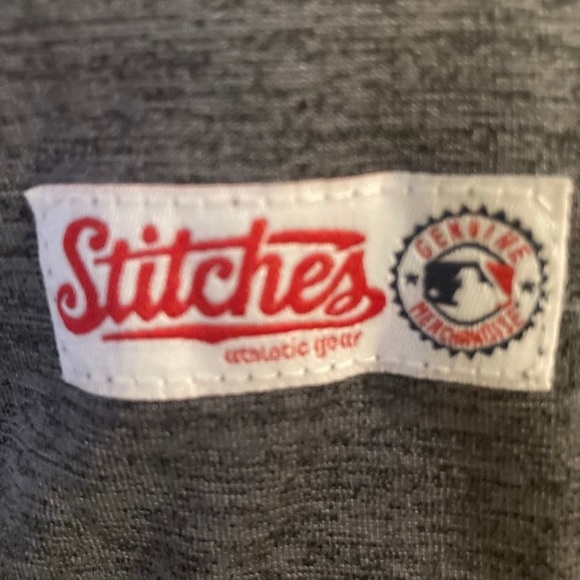 Stitches
athletic gear
GENUINE
MERCHANDISE